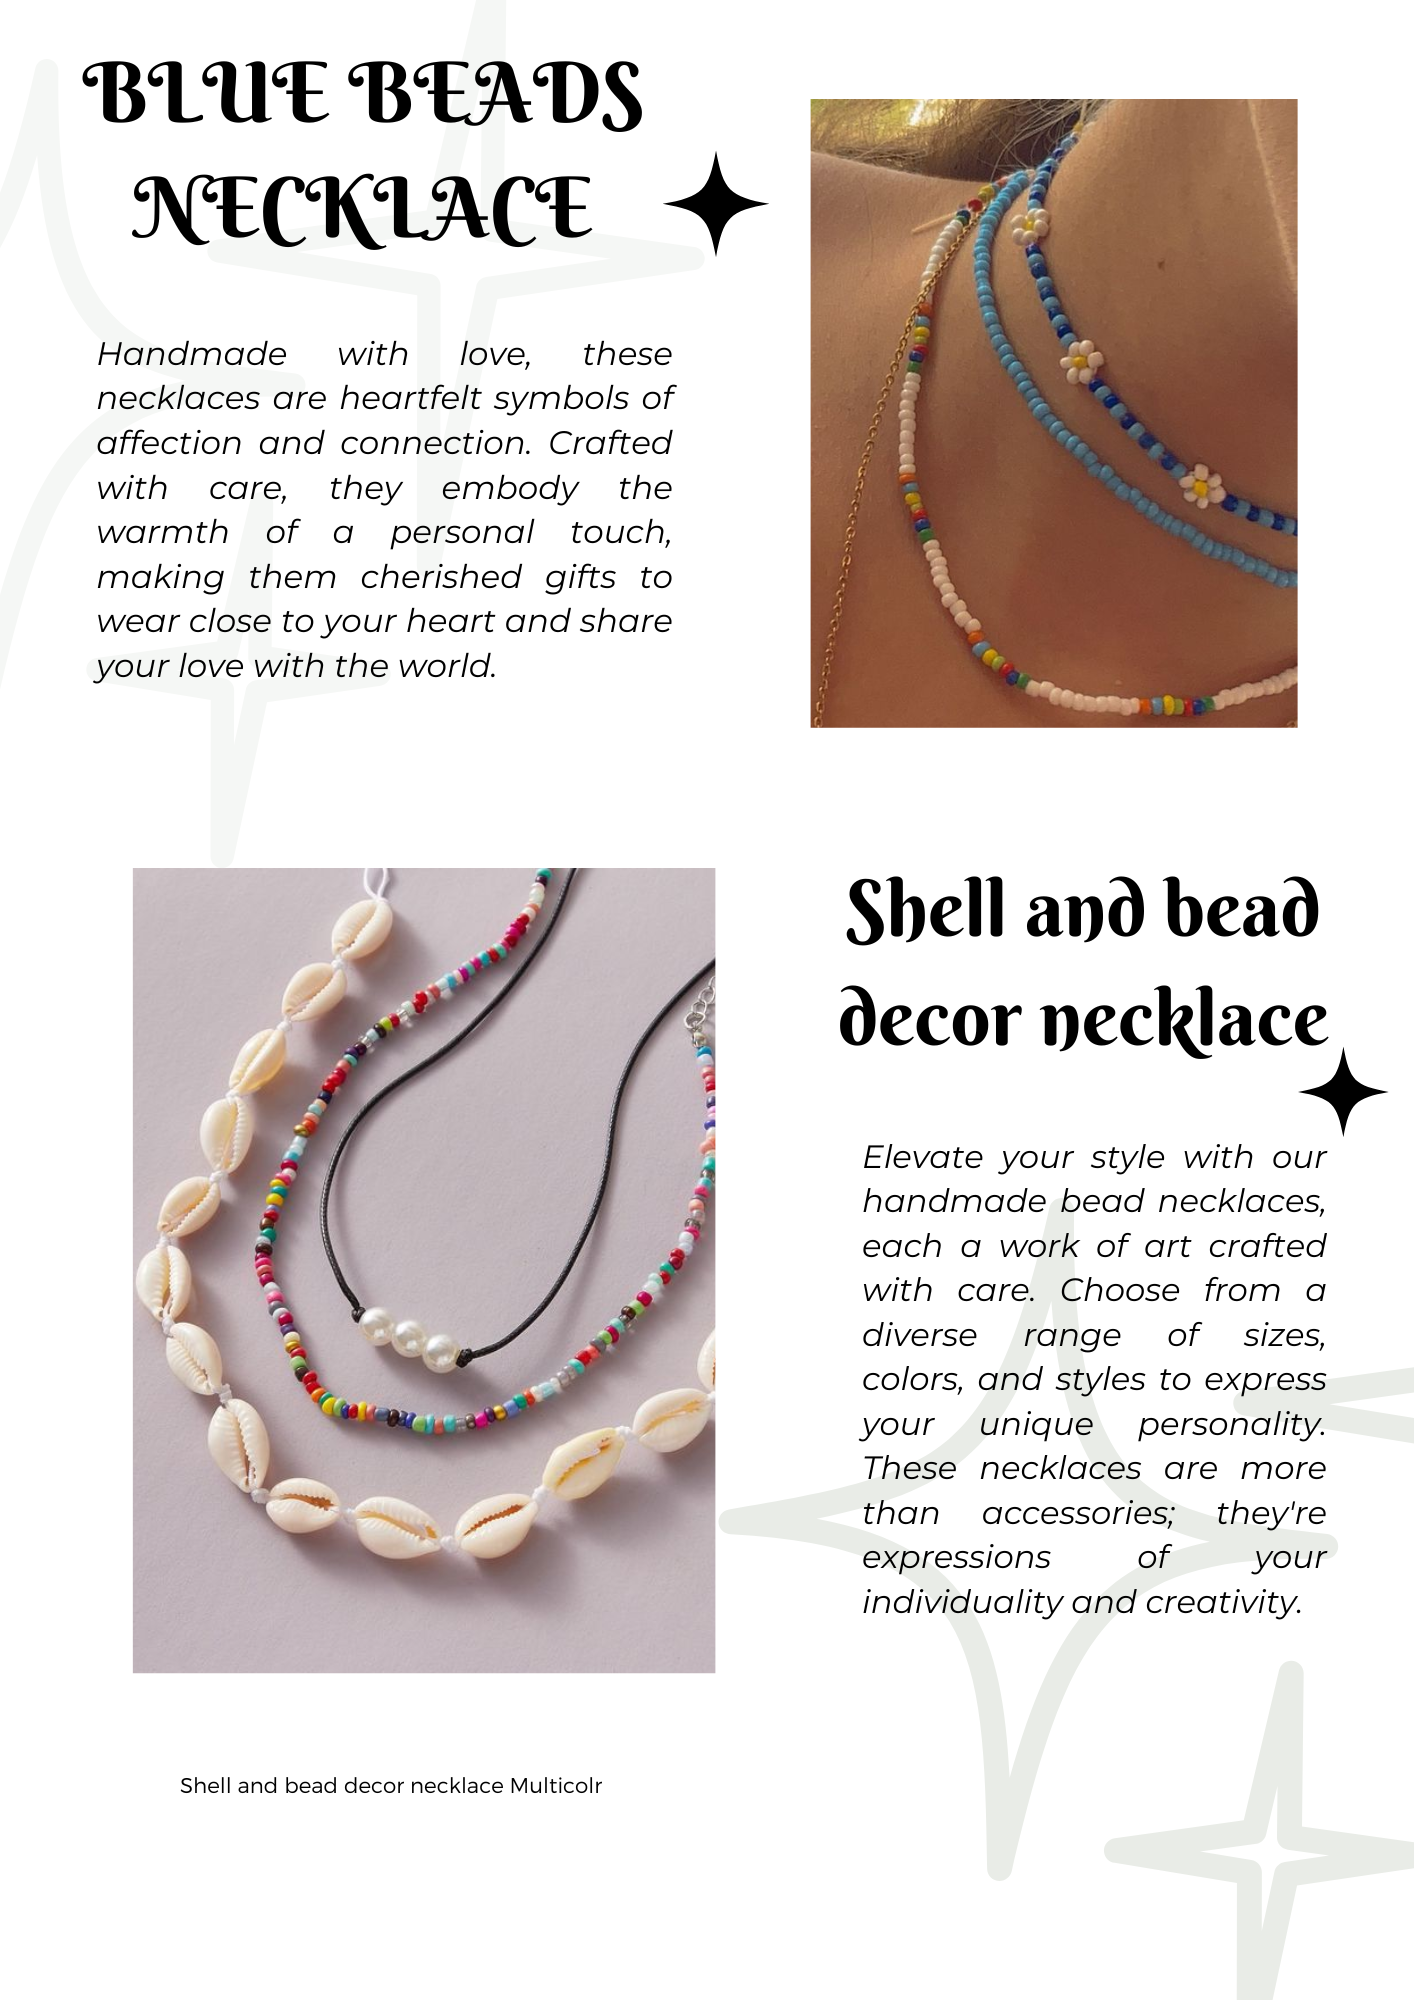 BLUE BEADS
NECKLACE
Handmade with love, these
necklaces are heartfelt symbols of
affection and connection. Crafted
with care, they embody the
warmth of a personal touch,
making them cherished gifts to
wear close to your heart and share
your love with the world.
Shell and bead
decor necklace
Elevate your style with our
handmade bead necklaces,
each a work of art crafted
with care. Choose from a
diverse range of sizes,
colors, and styles to express
your unique personality.
These necklaces are more
than accessories; they're
expressions of your
individuality and creativity.
Shell and bead decor necklace Multicolr